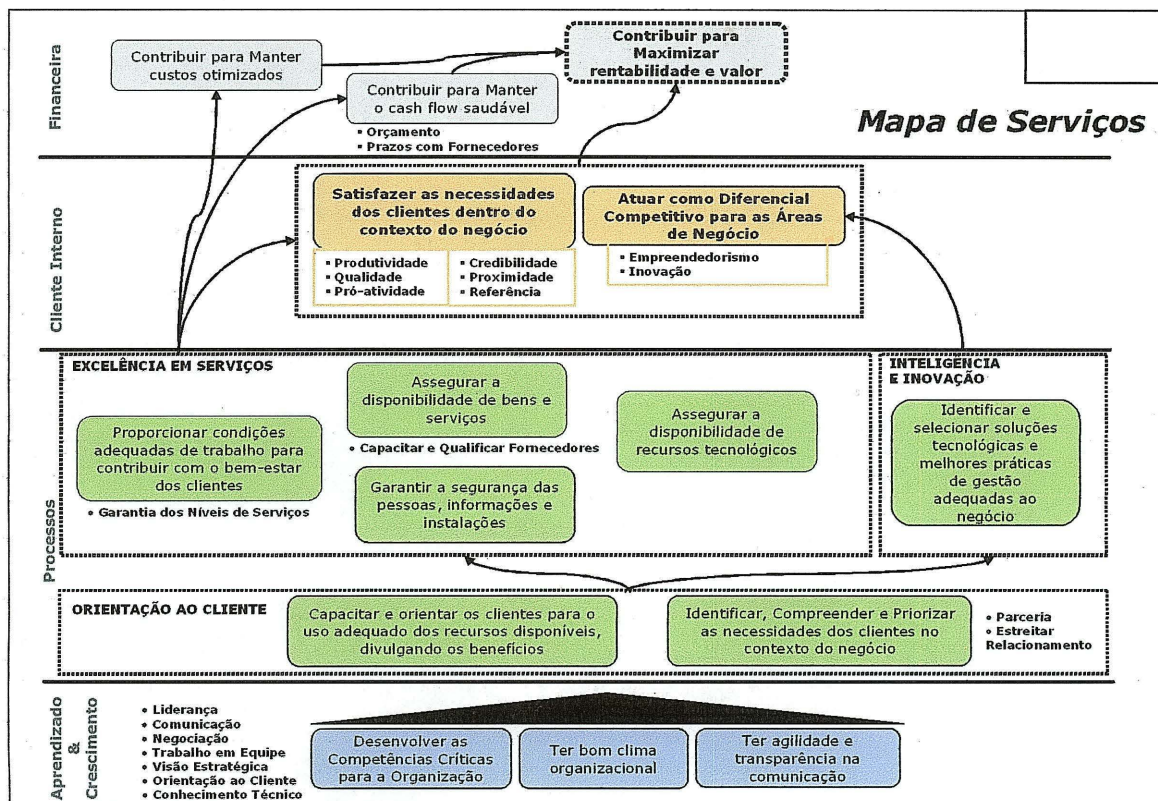 Financeira
Contribuir para Manter
custos otimizados
Contribuir para
Maximizar
rentabilidade e valor
Contribuir para Manter
o cash flow saudável
▪ Orçamento
▪ Prazos com Fornecedores
Mapa de Serviços
Cliente Interno
Satisfazer as necessidades
dos clientes dentro do
contexto do negócio
▪ Produtividade
▪ Qualidade
▪ Pró-atividade
▪ Credibilidade
▪ Proximidade
▪ Referência
Atuar como Diferencial
Competitivo para as Áreas
de Negócio
▪ Empreendedorismo
▪ Inovação
Processos
EXCELÊNCIA EM SERVIÇOS
Proporcionar condições
adequadas de trabalho para
contribuir com o bem-estar
dos clientes
• Garantia dos Níveis de Serviços
Assegurar a
disponibilidade de bens e
serviços
• Capacitar e Qualificar Fornecedores
Garantir a segurança das
pessoas, informações e
instalações
Assegurar a
disponibilidade de
recursos tecnológicos
INTELIGÊNCIA
E INOVAÇÃO
Identificar e
selecionar soluções
tecnológicas e
melhores práticas
de gestão
adequadas ao
negócio
ORIENTAÇÃO AO CLIENTE
Capacitar e orientar os clientes para o
uso adequado dos recursos disponíveis,
divulgando os benefícios
Identificar, Compreender e Priorizar
as necessidades dos clientes no
contexto do negócio
• Parceria
• Estreitar
Relacionamento
Aprendizado
&
Crescimento
• Liderança
• Comunicação
• Negociação
• Trabalho em Equipe
• Visão Estratégica
• Orientação ao Cliente
• Conhecimento Técnico
Desenvolver as
Competências Críticas
para a Organização
Ter bom clima
organizacional
Ter agilidade e
transparência na
comunicação